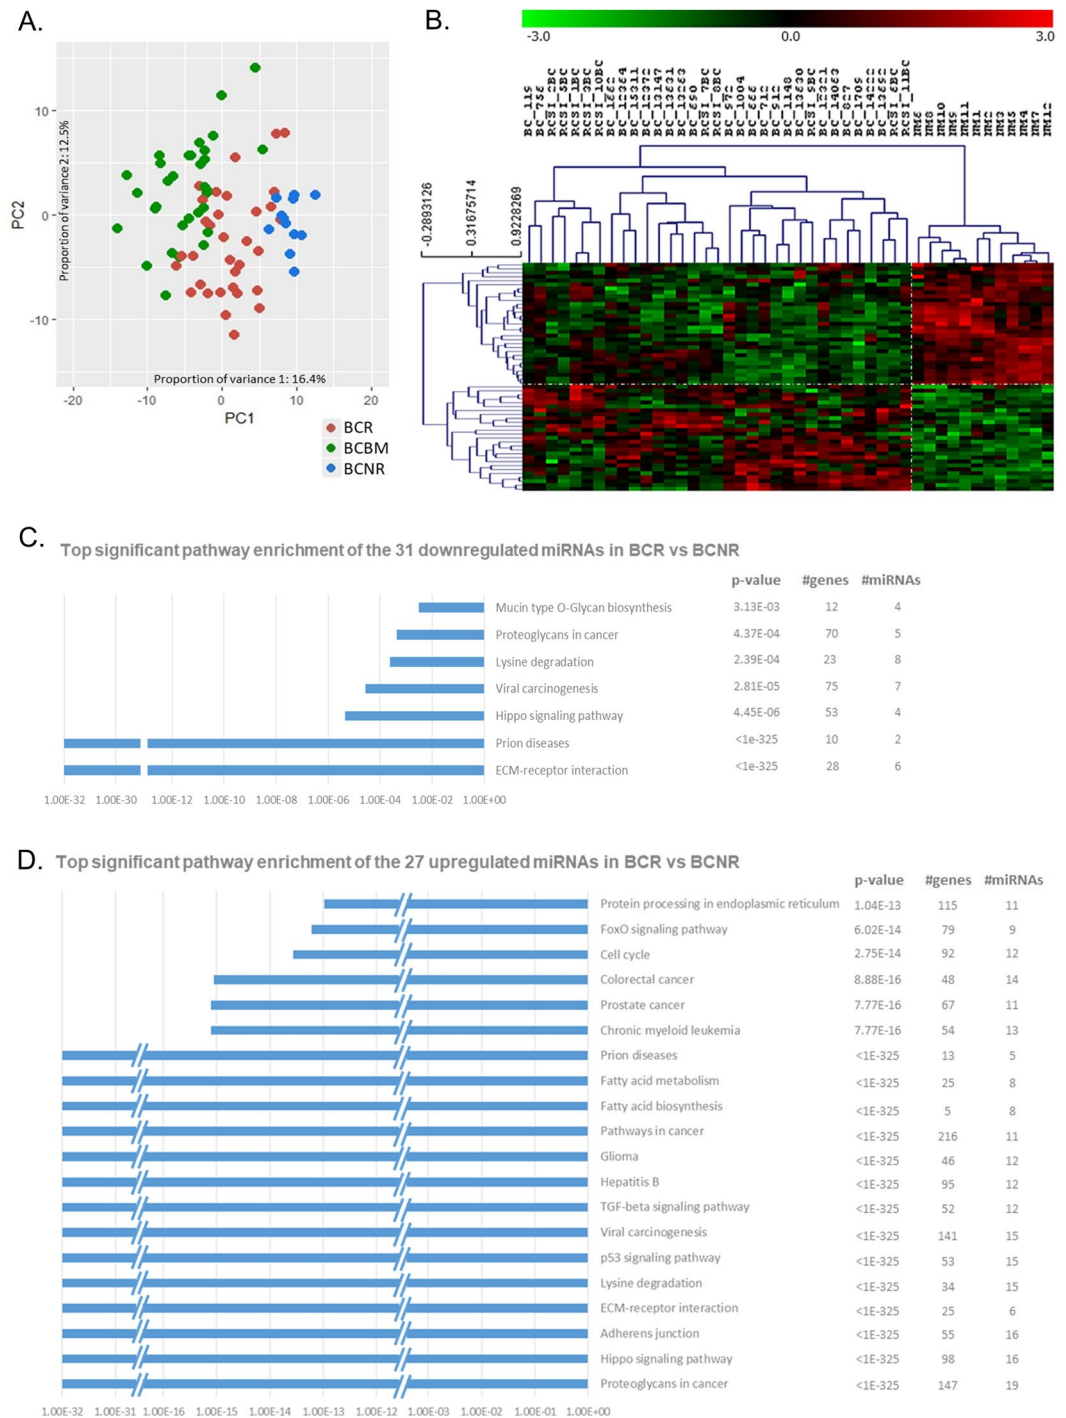 A.
10
0
-10
PC2
Proportion of variance 2: 12.5%
Proportion of variance 1: 16.4%
-20
-10
0
10
20
PC1
BCR
BCBM
BCNR
B.
-3.0
0.0
3.0
-0.2893126
0.31675714
0.9228269
C.
Top significant pathway enrichment of the 31 downregulated miRNAs in BCR vs BCNR
p-value #genes #miRNAs
Mucin type O-Glycan biosynthesis 3.13E-03 12 4
Proteoglycans in cancer 4.37E-04 70 5
Lysine degradation 2.39E-04 23 8
Viral carcinogenesis 2.81E-05 75 7
Hippo signaling pathway 4.45E-06 53 4
Prion diseases <1e-325 10 2
ECM-receptor interaction <1e-325 28 6
1.00E-32 1.00E-30 1.00E-12 1.00E-10 1.00E-08 1.00E-06 1.00E-04 1.00E-02 1.00E+00
D.
Top significant pathway enrichment of the 27 upregulated miRNAs in BCR vs BCNR
p-value #genes #miRNAs
Protein processing in endoplasmic reticulum 1.04E-13 115 11
FoxO signaling pathway 6.02E-14 79 9
Cell cycle 2.75E-14 92 12
Colorectal cancer 8.88E-16 48 14
Prostate cancer 7.77E-16 67 11
Chronic myeloid leukemia 7.77E-16 54 13
Prion diseases <1E-325 13 5
Fatty acid metabolism <1E-325 25 8
Fatty acid biosynthesis <1E-325 5 8
Pathways in cancer <1E-325 216 11
Glioma <1E-325 46 12
Hepatitis B <1E-325 95 12
TGF-beta signaling pathway <1E-325 52 12
Viral carcinogenesis <1E-325 141 15
p53 signaling pathway <1E-325 53 15
Lysine degradation <1E-325 34 15
ECM-receptor interaction <1E-325 25 6
Adherens junction <1E-325 55 16
Hippo signaling pathway <1E-325 98 16
Proteoglycans in cancer <1E-325 147 19
1.00E-32 1.00E-31 1.00E-16 1.00E-15 1.00E-14 1.00E-13 1.00E-12 1.00E-03 1.00E-02 1.00E-01 1.00E+00